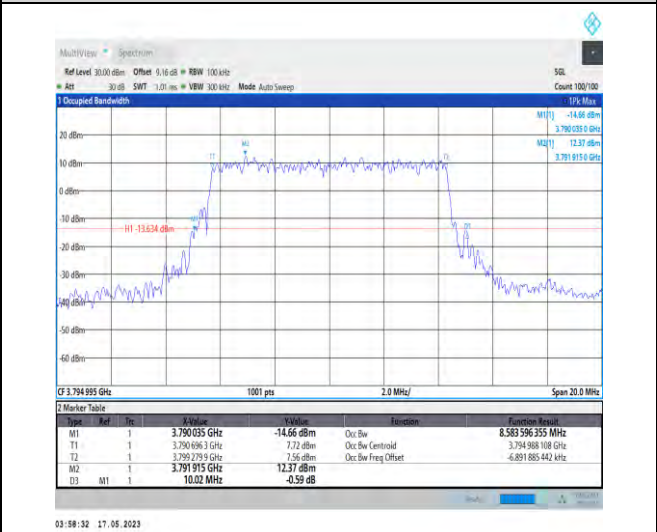 MultiView Spectrum
Ref Level 30.00 dBm Offset 9.16 dB RBW 100 kHz SGL
Att 30 dB SWT 1.01 ms VBW 300 kHz Mode Auto Sweep Count 100/100
1 Occupied Bandwidth 1Pk Max
M1[1] -14.66 dBm
3.790 035 0 GHz
M2[1] 12.37 dBm
3.791 915 0 GHz
20 dBm
M2
T1 T2
10 dBm
0 dBm
-10 dBm
M1 D3
H1 -13.634 dBm
-20 dBm
-30 dBm
-40 dBm
-50 dBm
-60 dBm
CF 3.794 995 GHz 1001 pts 2.0 MHz/ Span 20.0 MHz
2 Marker Table
Type Ref Trc X-Value Y-Value Function Function Result
M1 1 3.790 035 GHz -14.66 dBm Occ Bw 8.583 596 355 MHz
T1 1 3.790 696 3 GHz 7.72 dBm Occ Bw Centroid 3.794 988 108 GHz
T2 1 3.799 279 9 GHz 7.56 dBm Occ Bw Freq Offset -6.891 885 442 kHz
M2 1 3.791 915 GHz 12.37 dBm
D3 M1 1 10.02 MHz -0.59 dB
03:58:32 17.05.2023